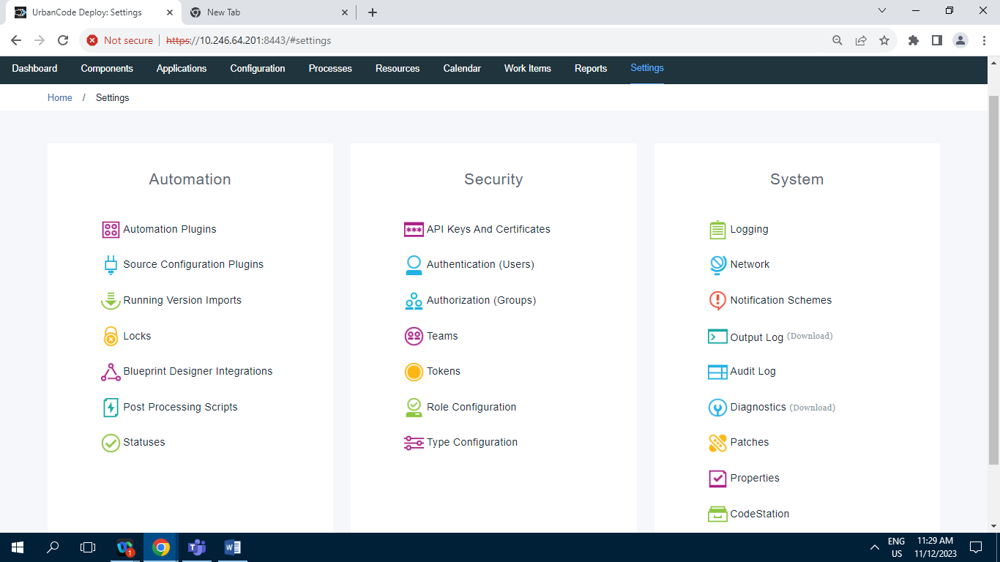 UrbanCode Deploy: Settings
New Tab
Not secure https://10.246.64.201:8443/#settings
Dashboard Components Applications Configuration Processes Resources Calendar Work Items Reports Settings
Home / Settings
Automation
Automation Plugins
Source Configuration Plugins
Running Version Imports
Locks
Blueprint Designer Integrations
Post Processing Scripts
Statuses
Security
API Keys And Certificates
Authentication (Users)
Authorization (Groups)
Teams
Tokens
Role Configuration
Type Configuration
System
Logging
Network
Notification Schemes
Output Log (Download)
Audit Log
Diagnostics (Download)
Patches
Properties
CodeStation
1
ENG
US
11:29 AM
11/12/2023